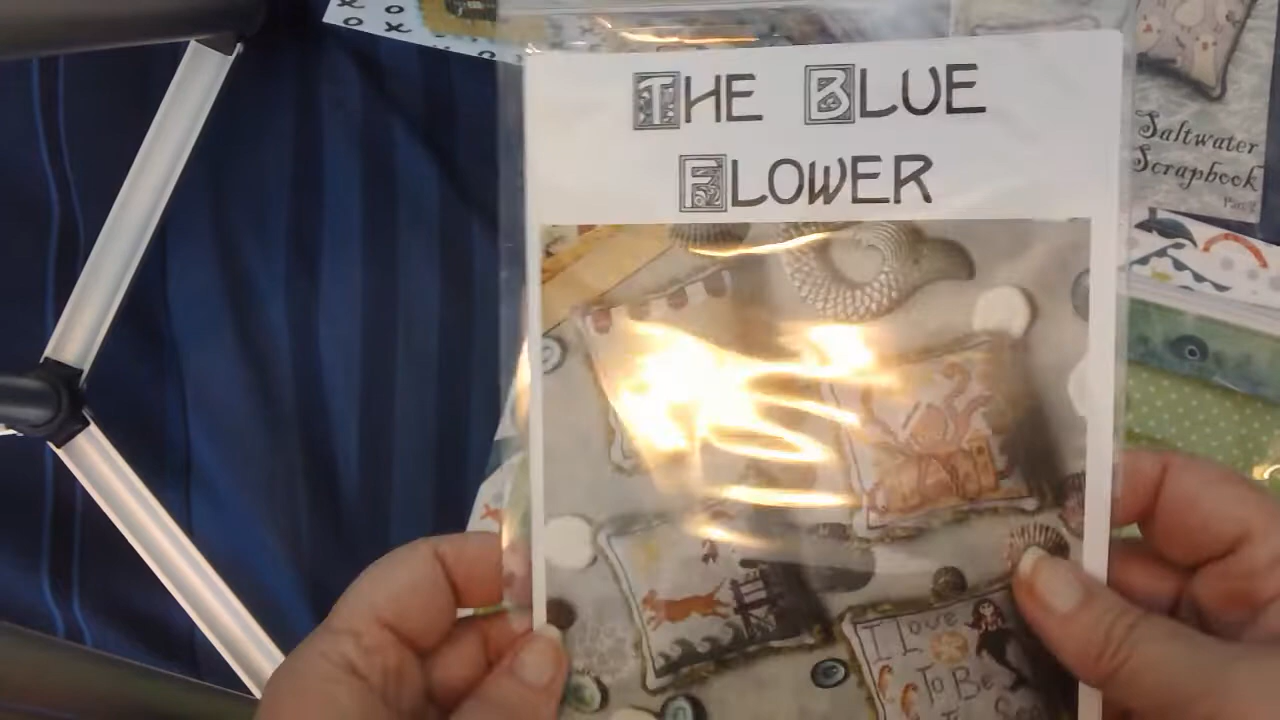 THE BLUE
FLOWER
Saltwater
Scrapbook
I Love
To Be